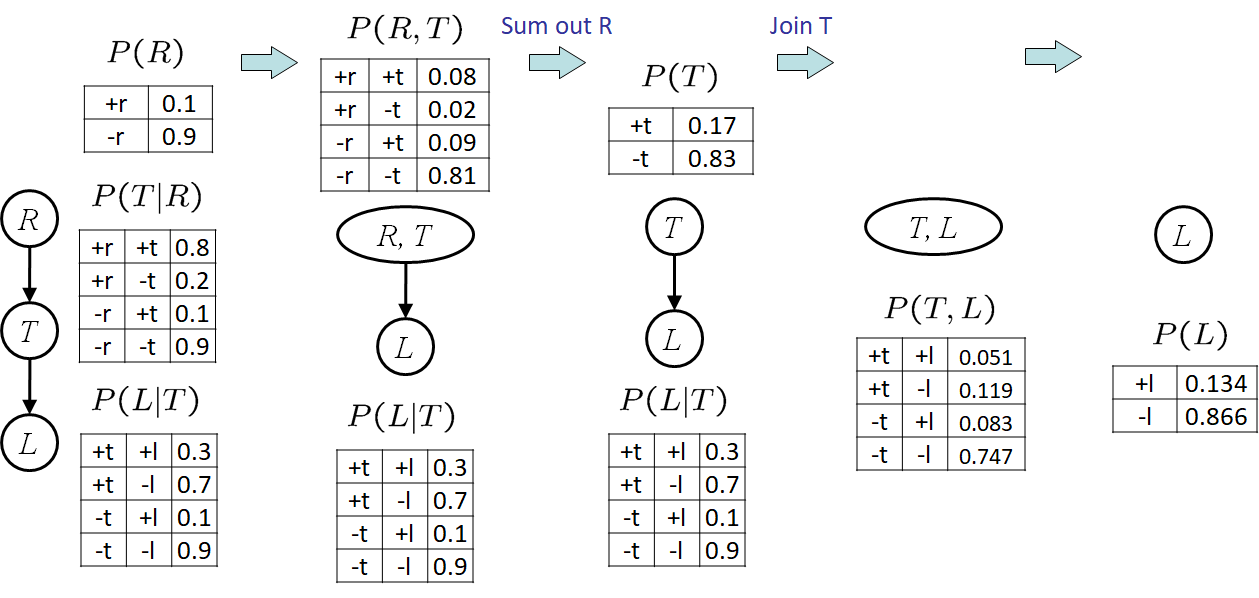 P(R)
+r 0.1
-r 0.9
R
T
L
P(T|R)
+r +t 0.8
+r -t 0.2
-r +t 0.1
-r -t 0.9
P(L|T)
+t +l 0.3
+t -l 0.7
-t +l 0.1
-t -l 0.9
P(R, T)
+r +t 0.08
+r -t 0.02
-r +t 0.09
-r -t 0.81
R, T
L
P(L|T)
+t +l 0.3
+t -l 0.7
-t +l 0.1
-t -l 0.9
Sum out R
P(T)
+t 0.17
-t 0.83
T
L
P(L|T)
+t +l 0.3
+t -l 0.7
-t +l 0.1
-t -l 0.9
Join T
T, L
P(T, L)
+t +l 0.051
+t -l 0.119
-t +l 0.083
-t -l 0.747
L
P(L)
+l 0.134
-l 0.866